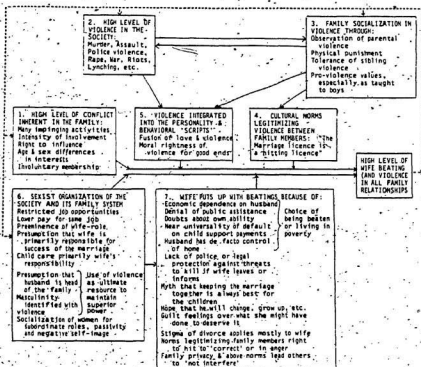 2. HIGH LEVEL OF
VIOLENCE IN THE
SOCIETY:
Murder, Assault,
Police violence,
Rape, War, Riots,
Lynching, etc.
3. FAMILY SOCIALIZATION IN
VIOLENCE THROUGH:
Observation of parental
violence
Physical punishment
Tolerance of sibling
violence
Pro-violence values,
especially as taught
to boys
1. HIGH LEVEL OF CONFLICT
INHERENT IN THE FAMILY:
Many impinging activities
Intensity of involvement
Right to influence
Age & sex differences
in interests
Involuntary membership
5. VIOLENCE INTEGRATED
INTO THE PERSONALITY &
BEHAVIORAL "SCRIPTS"
Fusion of love & violence
Moral rightness of
violence for good ends
4. CULTURAL NORMS
LEGITIMIZING
VIOLENCE BETWEEN
FAMILY MEMBERS: "The
Marriage licence is
a hitting licence"
HIGH LEVEL OF
WIFE BEATING
(AND VIOLENCE
IN ALL FAMILY
RELATIONSHIPS
6. SEXIST ORGANIZATION OF THE
SOCIETY AND ITS FAMILY SYSTEM
Restricted job opportunities
Lower pay for same job
Preeminence of wife-role.
Presumption that wife is
primarily responsible for
success of the marriage
Child care primarily wife's
responsibility
Presumption that
husband is head
of the family
Masculinity
identified with
violence
Use of violence
as ultimate
resource to
maintain
superior
power
Socialization of women for
subordinate roles, passivity
and negative self-image
7. WIFE PUTS UP WITH BEATINGS BECAUSE OF:
Economic dependence on husband
Denial of public assistance
Doubts about own ability
Near universality of default
on child support payments
Husband has de facto control
of home
Choice of
being beaten
or living in
poverty
Lack of police or legal
protection against threats
to kill if wife leaves or
informs
Myth that keeping the marriage
together is always best for
the children
Hope that he will change, grow up, etc.
Guilt feelings over what she might have
done to deserve it
Stigma of divorce applies mostly to wife
Norms legitimizing family members right
to hit to "correct" or in anger
Family privacy & above norms lead others
to "not interfere"